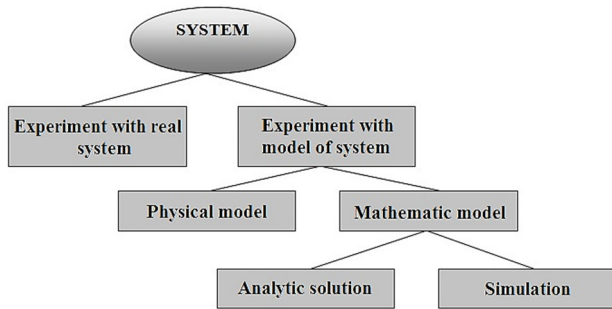 SYSTEM
Experiment with real
system
Experiment with
model of system
Physical model
Mathematic model
Analytic solution
Simulation